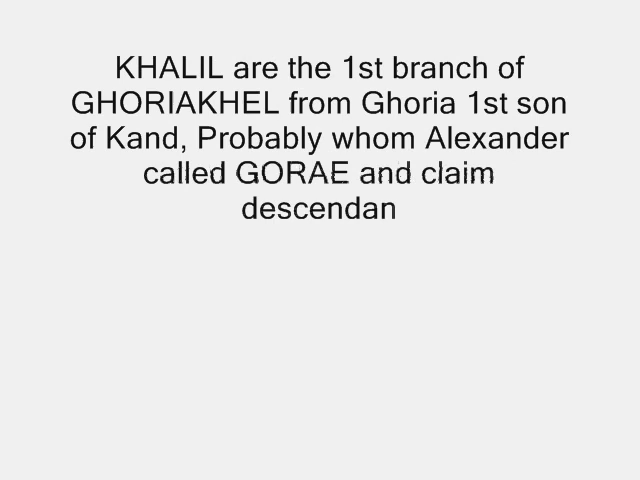 KHALIL are the 1st branch of
GHORIAKHEL from Ghoria 1st son
of Kand, Probably whom Alexander
called GORAE and claim
descendan